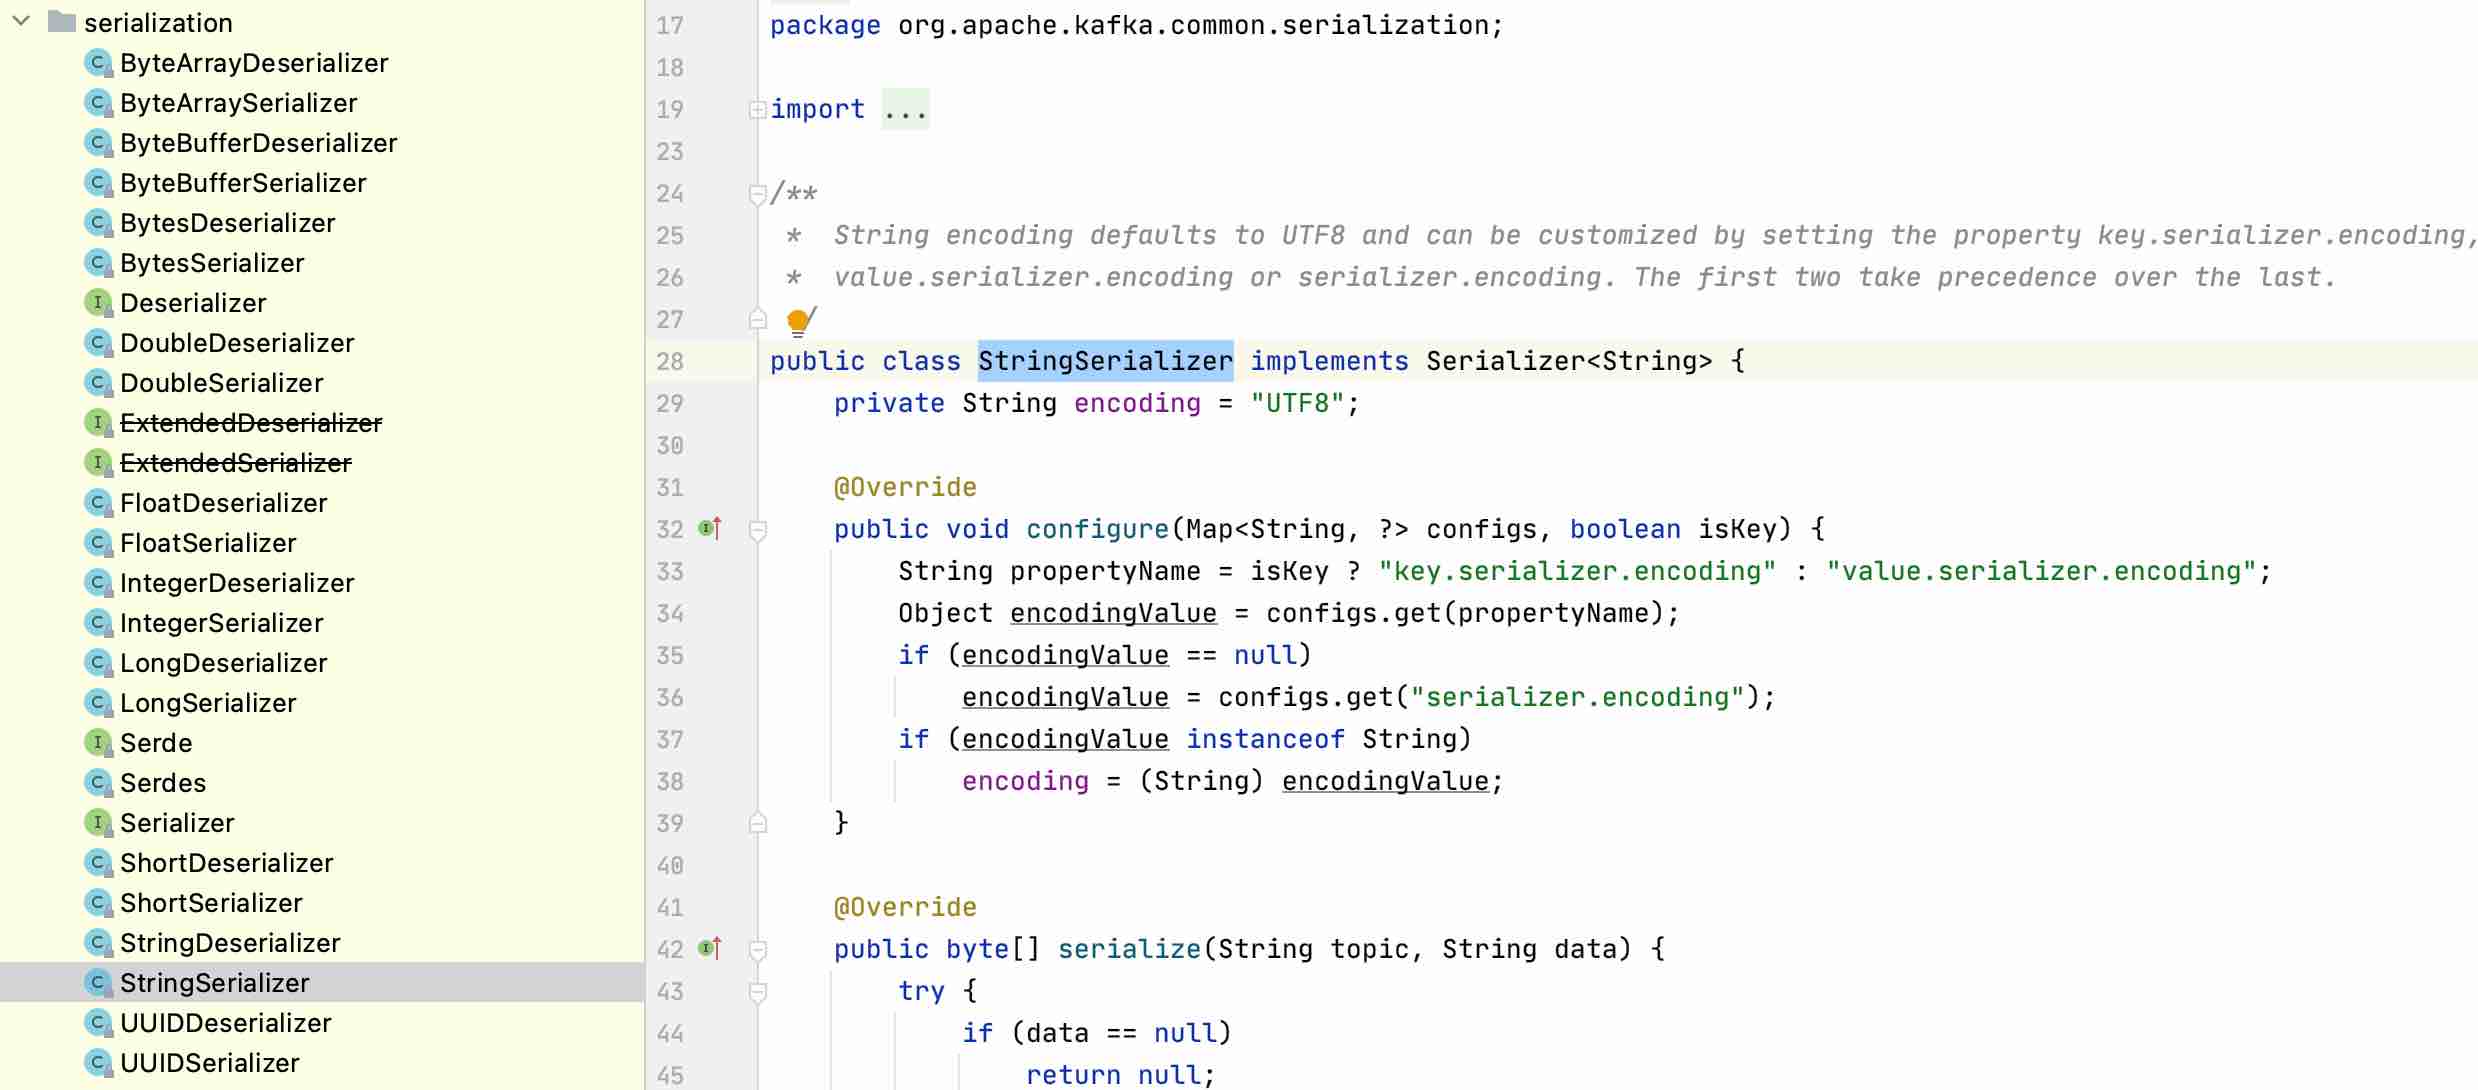 serialization
ByteArrayDeserializer
ByteArraySerializer
ByteBufferDeserializer
ByteBufferSerializer
BytesDeserializer
BytesSerializer
Deserializer
DoubleDeserializer
DoubleSerializer
ExtendedDeserializer
ExtendedSerializer
FloatDeserializer
FloatSerializer
IntegerDeserializer
IntegerSerializer
LongDeserializer
LongSerializer
Serde
Serdes
Serializer
ShortDeserializer
ShortSerializer
StringDeserializer
StringSerializer
UUIDDeserializer
UUIDSerializer
17 package org.apache.kafka.common.serialization;
18
19 import ...
23
24 /**
25  *  String encoding defaults to UTF8 and can be customized by setting the property key.serializer.encoding,
26  *  value.serializer.encoding or serializer.encoding. The first two take precedence over the last.
27  /
28 public class StringSerializer implements Serializer<String> {
29     private String encoding = "UTF8";
30
31     @Override
32     public void configure(Map<String, ?> configs, boolean isKey) {
33         String propertyName = isKey ? "key.serializer.encoding" : "value.serializer.encoding";
34         Object encodingValue = configs.get(propertyName);
35         if (encodingValue == null)
36             encodingValue = configs.get("serializer.encoding");
37         if (encodingValue instanceof String)
38             encoding = (String) encodingValue;
39     }
40
41     @Override
42     public byte[] serialize(String topic, String data) {
43         try {
44             if (data == null)
45                 return null;